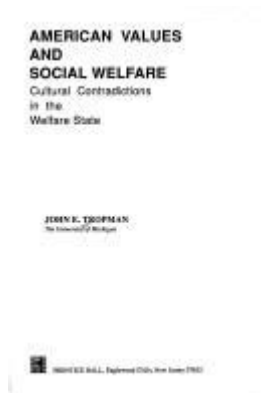 AMERICAN VALUES
AND
SOCIAL WELFARE
Cultural Contradictions
in the
Welfare State
JOHN E. TROPMAN
The University of Michigan
PRENTICE HALL, Englewood Cliffs, New Jersey 07632